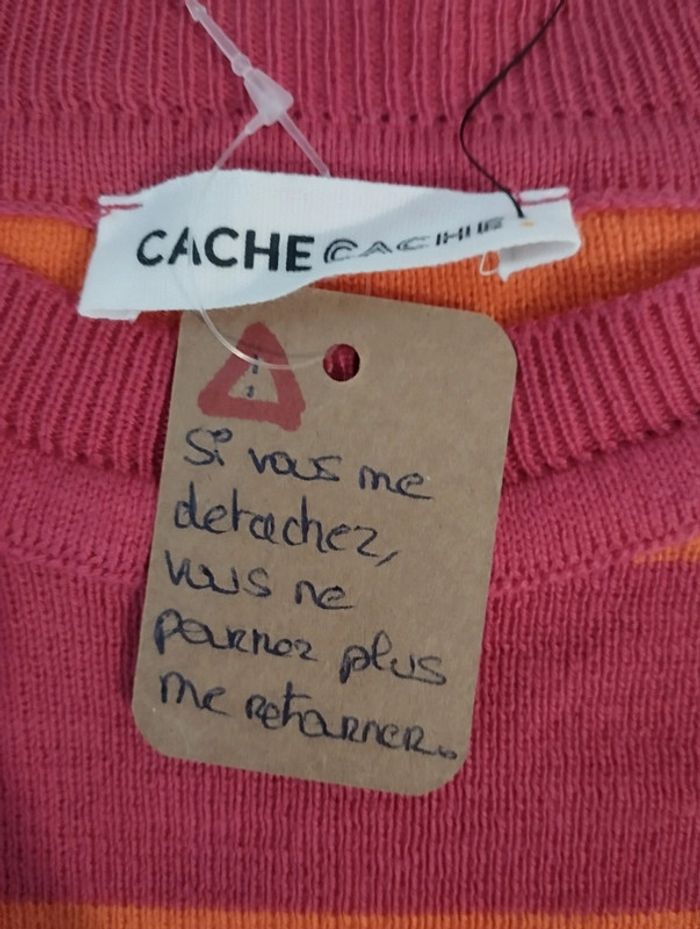 CACHE CACHE
!
Si vous me
detachez,
vous ne
pourrez plus
me retourner.